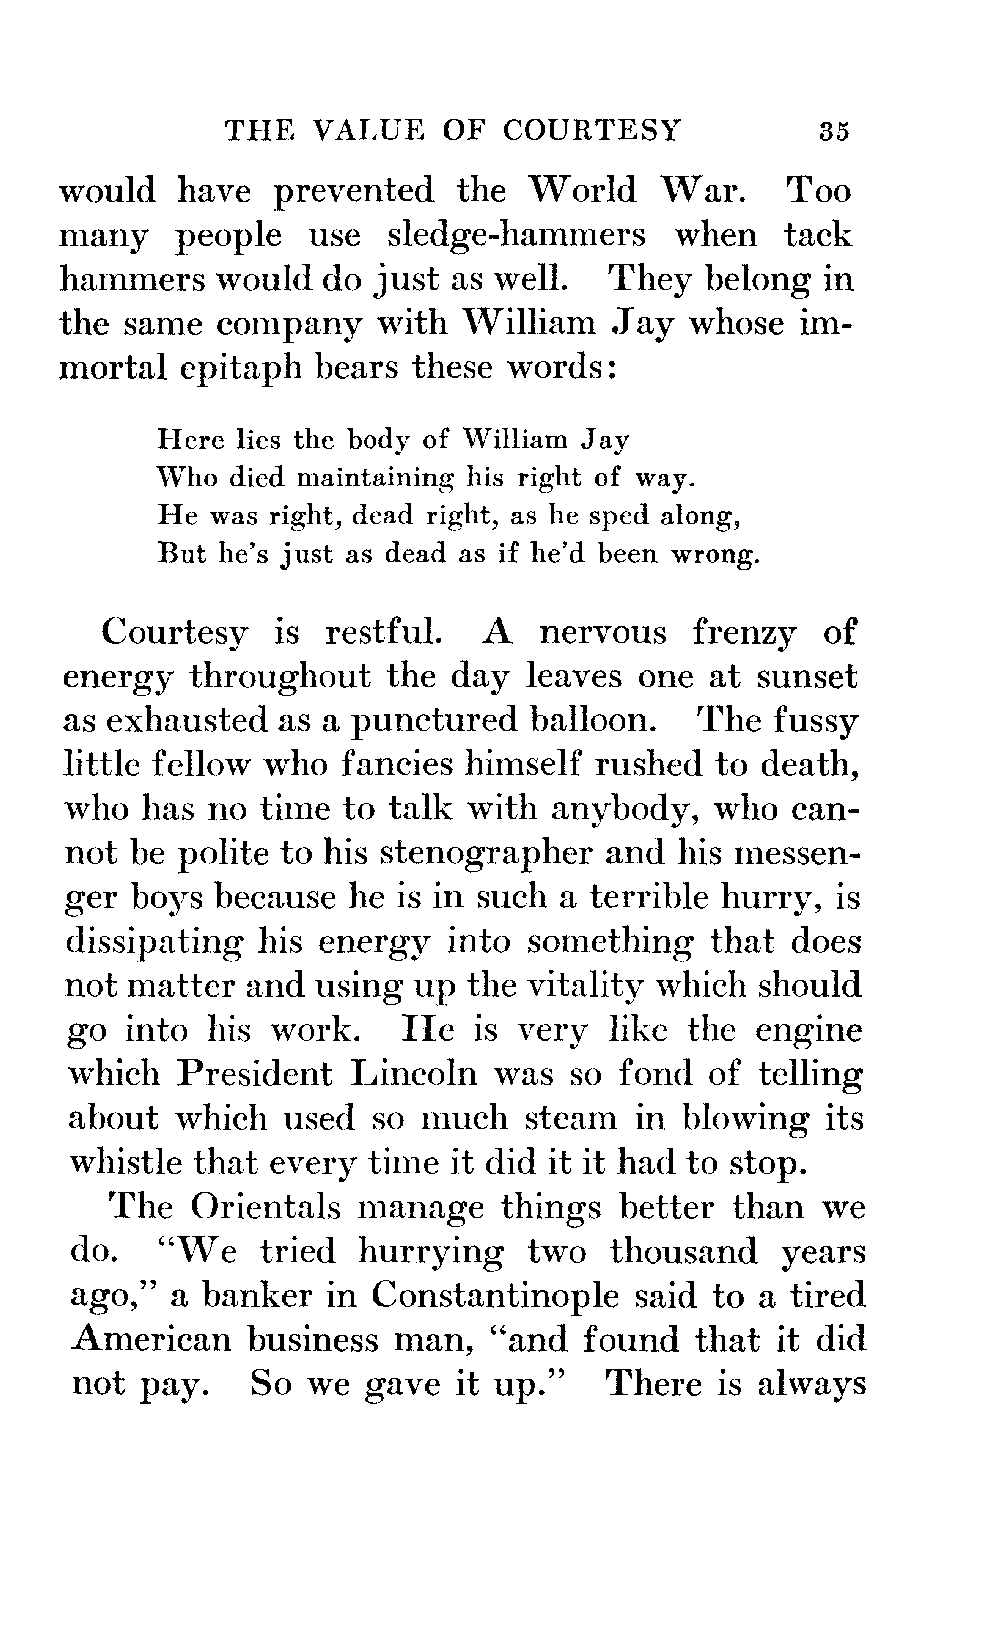 THE VALUE OF COURTESY 35
would have prevented the World War. Too
many people use sledge-hammers when tack
hammers would do just as well. They belong in
the same company with William Jay whose im-
mortal epitaph bears these words:
Here lies the body of William Jay
Who died maintaining his right of way.
He was right, dead right, as he sped along,
But he's just as dead as if he'd been wrong.
Courtesy is restful. A nervous frenzy of
energy throughout the day leaves one at sunset
as exhausted as a punctured balloon. The fussy
little fellow who fancies himself rushed to death,
who has no time to talk with anybody, who can-
not be polite to his stenographer and his messen-
ger boys because he is in such a terrible hurry, is
dissipating his energy into something that does
not matter and using up the vitality which should
go into his work. He is very like the engine
which President Lincoln was so fond of telling
about which used so much steam in blowing its
whistle that every time it did it it had to stop.
The Orientals manage things better than we
do. “We tried hurrying two thousand years
ago,” a banker in Constantinople said to a tired
American business man, “and found that it did
not pay. So we gave it up.” There is always